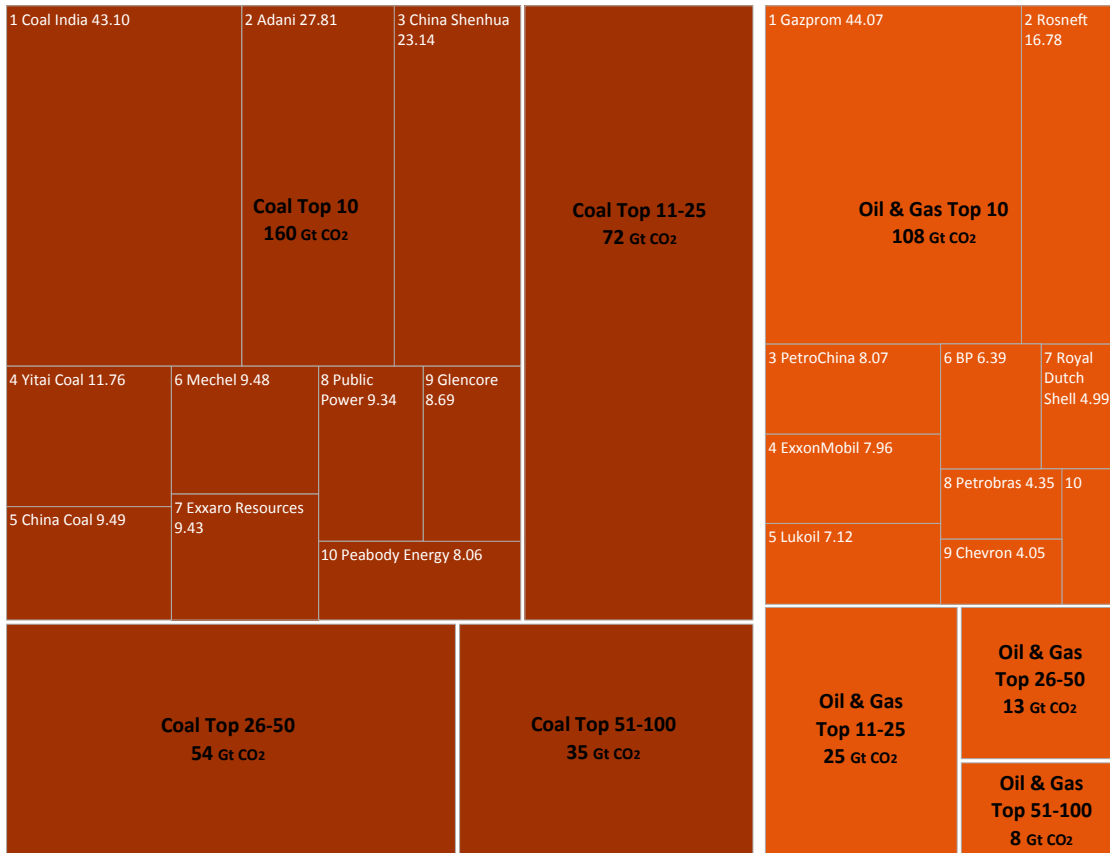 1 Coal India 43.10
2 Adani 27.81
3 China Shenhua
23.14
Coal Top 10
160 Gt CO2
4 Yitai Coal 11.76
5 China Coal 9.49
6 Mechel 9.48
7 Exxaro Resources
9.43
8 Public
Power 9.34
9 Glencore
8.69
10 Peabody Energy 8.06
Coal Top 11-25
72 Gt CO2
Coal Top 26-50
54 Gt CO2
Coal Top 51-100
35 Gt CO2
1 Gazprom 44.07
2 Rosneft
16.78
Oil & Gas Top 10
108 Gt CO2
3 PetroChina 8.07
4 ExxonMobil 7.96
5 Lukoil 7.12
6 BP 6.39
7 Royal
Dutch
Shell 4.99
8 Petrobras 4.35
9 Chevron 4.05
10
Oil & Gas
Top 11-25
25 Gt CO2
Oil & Gas
Top 26-50
13 Gt CO2
Oil & Gas
Top 51-100
8 Gt CO2